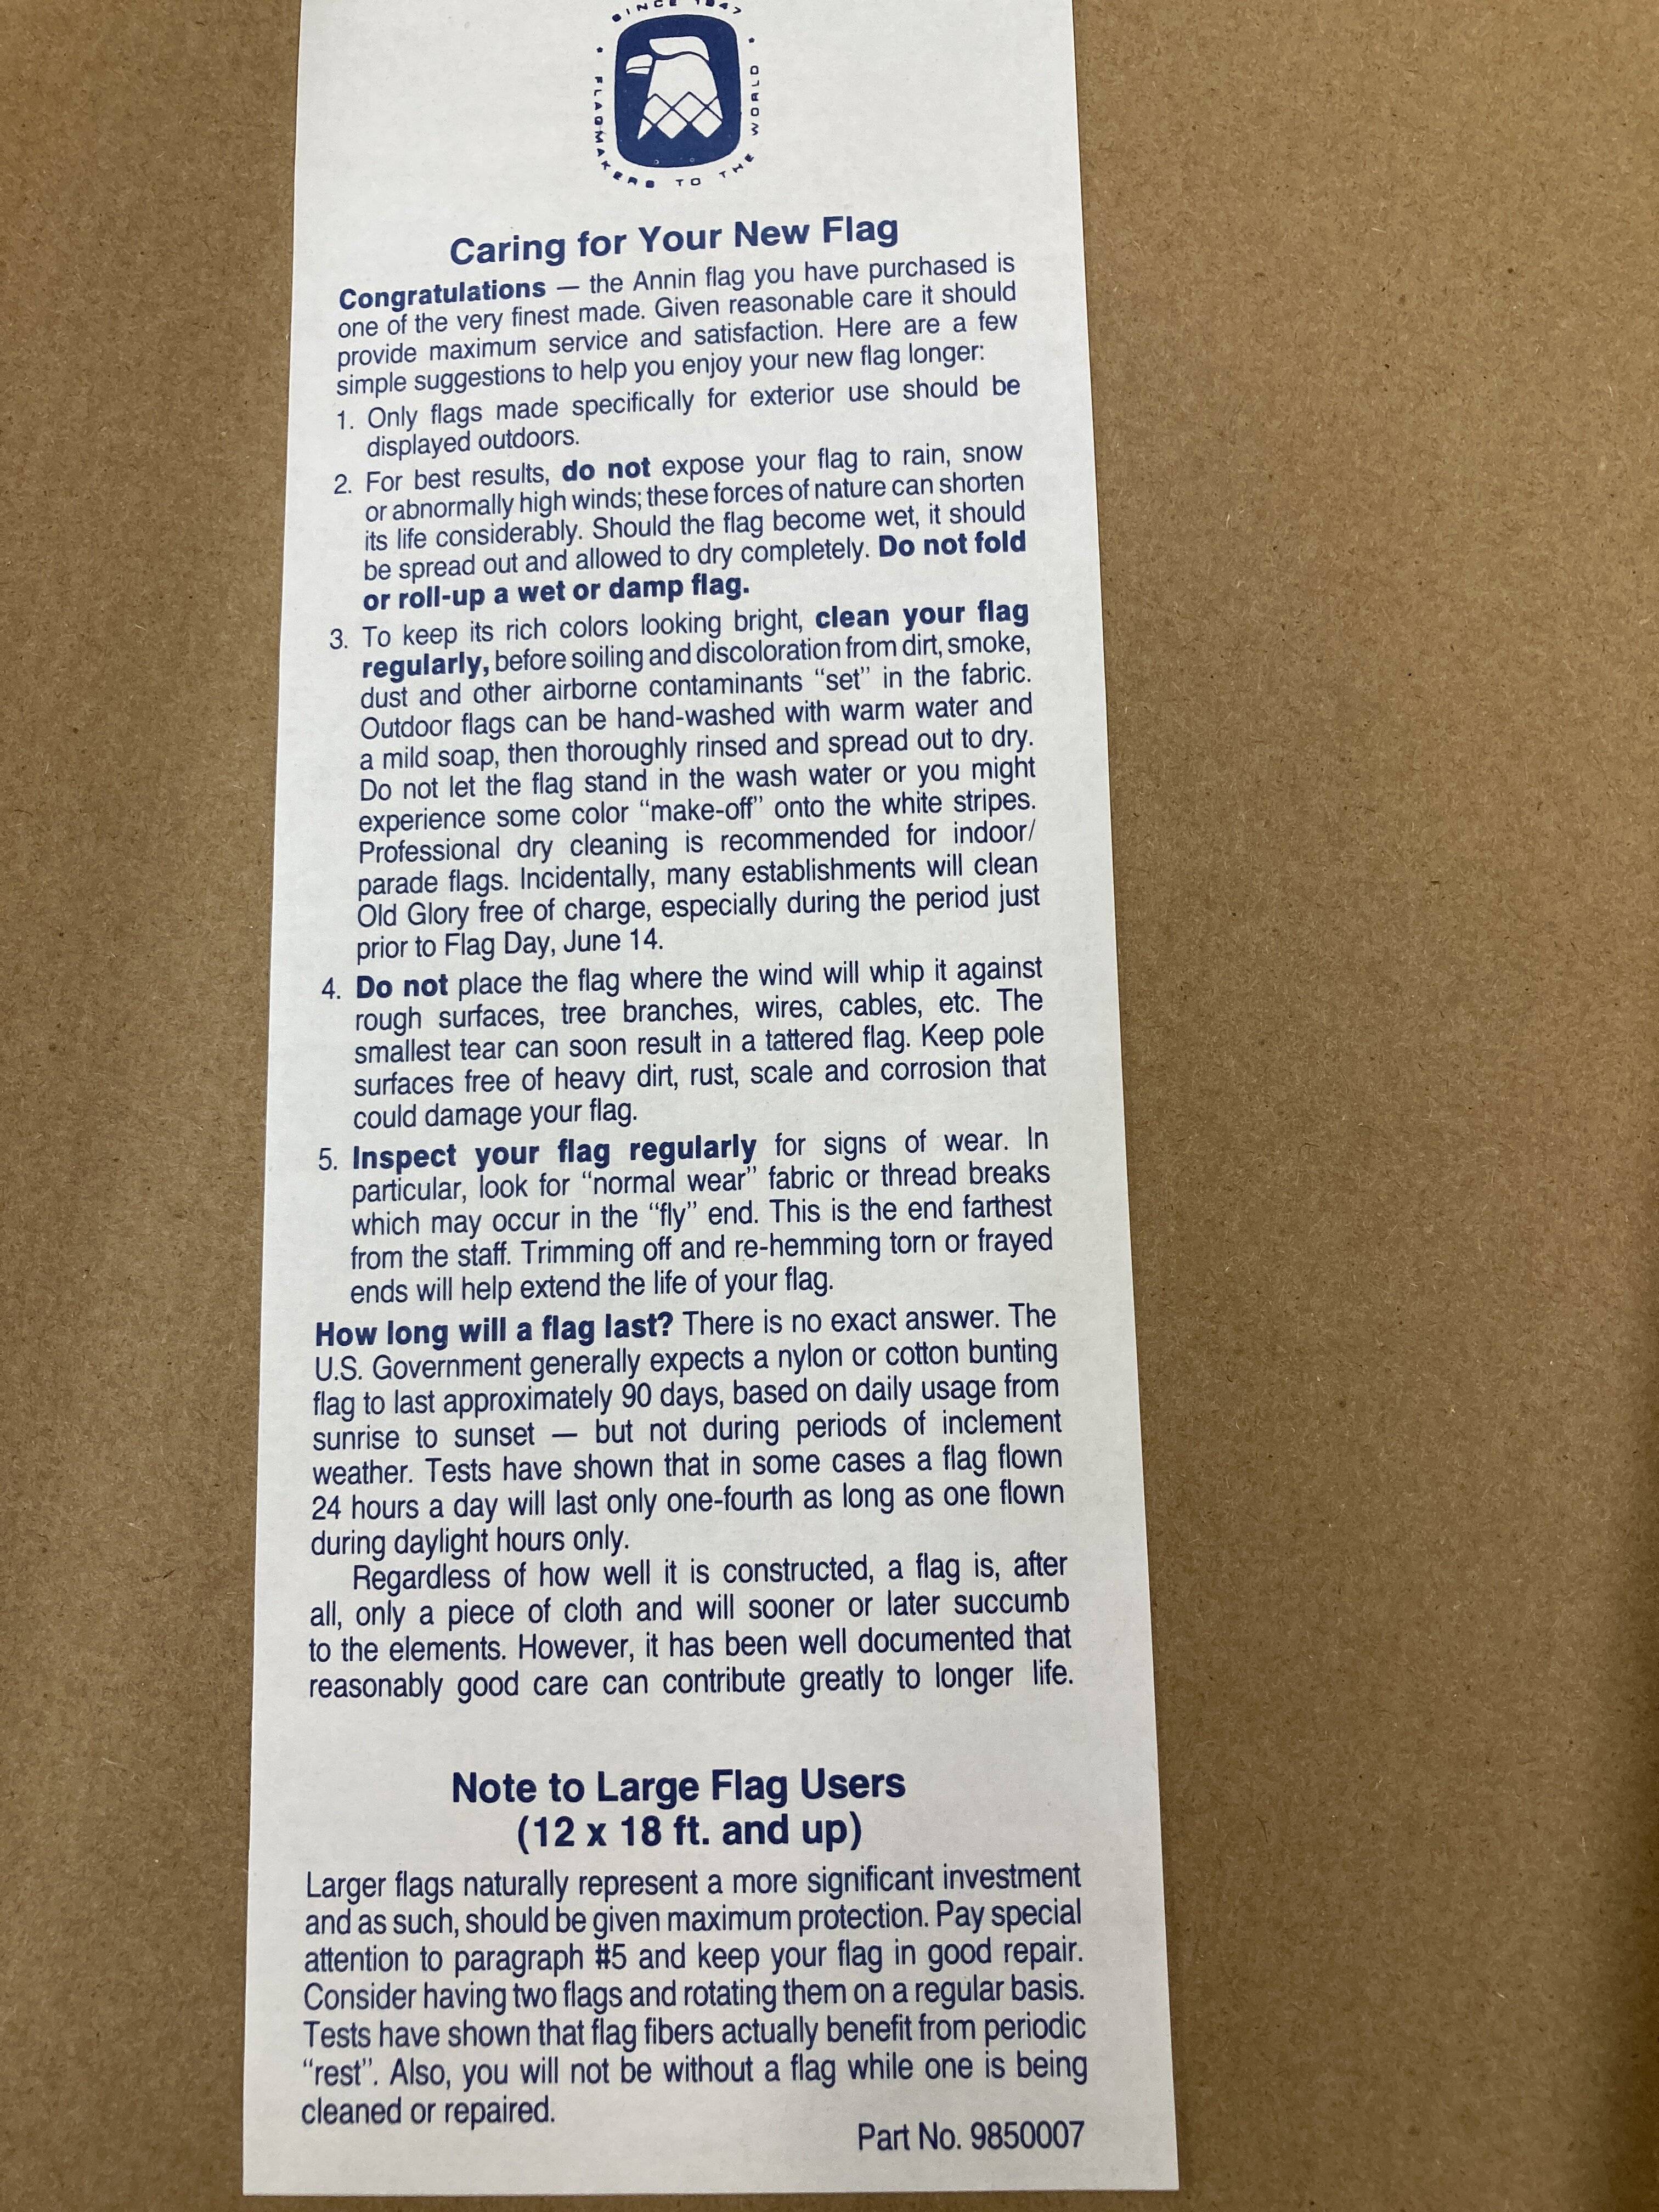 SINCE 1847
FLAGMAKERS TO THE WORLD
Caring for Your New Flag
Congratulations — the Annin flag you have purchased is
one of the very finest made. Given reasonable care it should
provide maximum service and satisfaction. Here are a few
simple suggestions to help you enjoy your new flag longer:
1. Only flags made specifically for exterior use should be
displayed outdoors.
2. For best results, do not expose your flag to rain, snow
or abnormally high winds; these forces of nature can shorten
its life considerably. Should the flag become wet, it should
be spread out and allowed to dry completely. Do not fold
or roll-up a wet or damp flag.
3. To keep its rich colors looking bright, clean your flag
regularly, before soiling and discoloration from dirt, smoke,
dust and other airborne contaminants “set” in the fabric.
Outdoor flags can be hand-washed with warm water and
a mild soap, then thoroughly rinsed and spread out to dry.
Do not let the flag stand in the wash water or you might
experience some color “make-off” onto the white stripes.
Professional dry cleaning is recommended for indoor/
parade flags. Incidentally, many establishments will clean
Old Glory free of charge, especially during the period just
prior to Flag Day, June 14.
4. Do not place the flag where the wind will whip it against
rough surfaces, tree branches, wires, cables, etc. The
smallest tear can soon result in a tattered flag. Keep pole
surfaces free of heavy dirt, rust, scale and corrosion that
could damage your flag.
5. Inspect your flag regularly for signs of wear. In
particular, look for “normal wear” fabric or thread breaks
which may occur in the “fly” end. This is the end farthest
from the staff. Trimming off and re-hemming torn or frayed
ends will help extend the life of your flag.
How long will a flag last? There is no exact answer. The
U.S. Government generally expects a nylon or cotton bunting
flag to last approximately 90 days, based on daily usage from
sunrise to sunset — but not during periods of inclement
weather. Tests have shown that in some cases a flag flown
24 hours a day will last only one-fourth as long as one flown
during daylight hours only.
Regardless of how well it is constructed, a flag is, after
all, only a piece of cloth and will sooner or later succumb
to the elements. However, it has been well documented that
reasonably good care can contribute greatly to longer life.
Note to Large Flag Users
(12 x 18 ft. and up)
Larger flags naturally represent a more significant investment
and as such, should be given maximum protection. Pay special
attention to paragraph #5 and keep your flag in good repair.
Consider having two flags and rotating them on a regular basis.
Tests have shown that flag fibers actually benefit from periodic
“rest”. Also, you will not be without a flag while one is being
cleaned or repaired.
Part No. 9850007